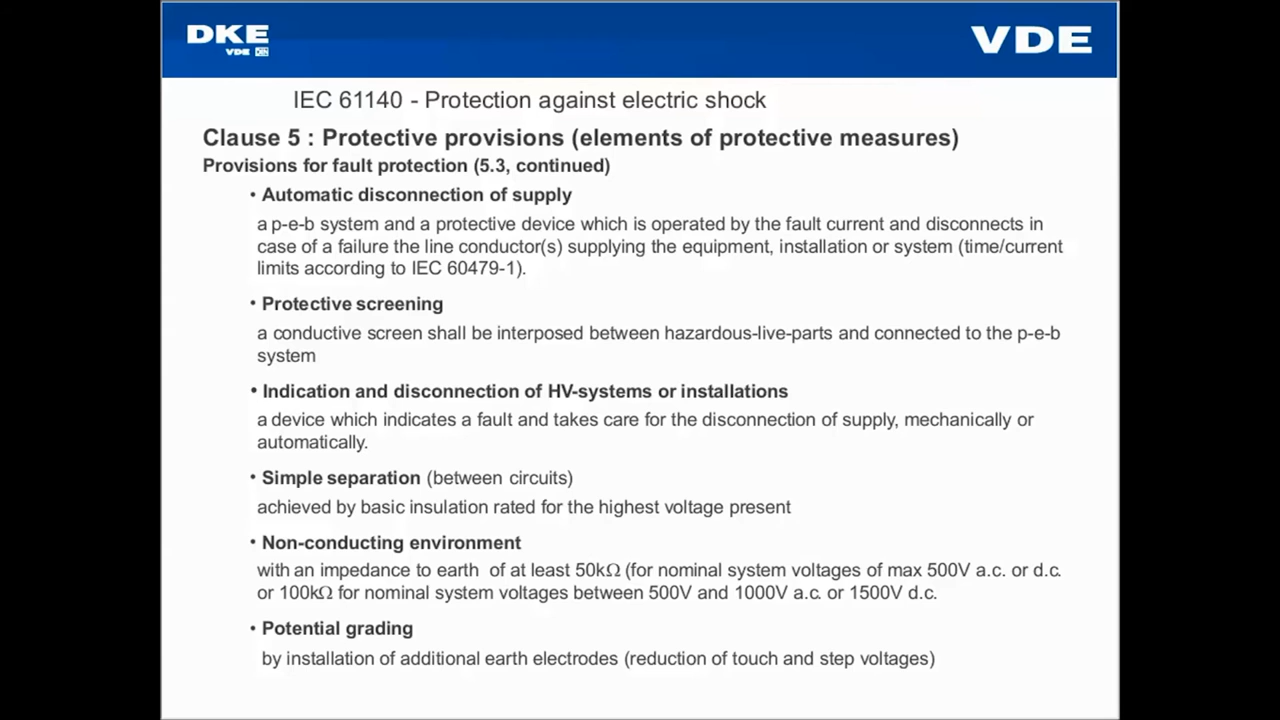 DKE
VDE DIN
VDE
IEC 61140 - Protection against electric shock
Clause 5 : Protective provisions (elements of protective measures)
Provisions for fault protection (5.3, continued)
• Automatic disconnection of supply
a p-e-b system and a protective device which is operated by the fault current and disconnects in
case of a failure the line conductor(s) supplying the equipment, installation or system (time/current
limits according to IEC 60479-1).
• Protective screening
a conductive screen shall be interposed between hazardous-live-parts and connected to the p-e-b
system
• Indication and disconnection of HV-systems or installations
a device which indicates a fault and takes care for the disconnection of supply, mechanically or
automatically.
• Simple separation (between circuits)
achieved by basic insulation rated for the highest voltage present
• Non-conducting environment
with an impedance to earth of at least 50kΩ (for nominal system voltages of max 500V a.c. or d.c.
or 100kΩ for nominal system voltages between 500V and 1000V a.c. or 1500V d.c.
• Potential grading
by installation of additional earth electrodes (reduction of touch and step voltages)